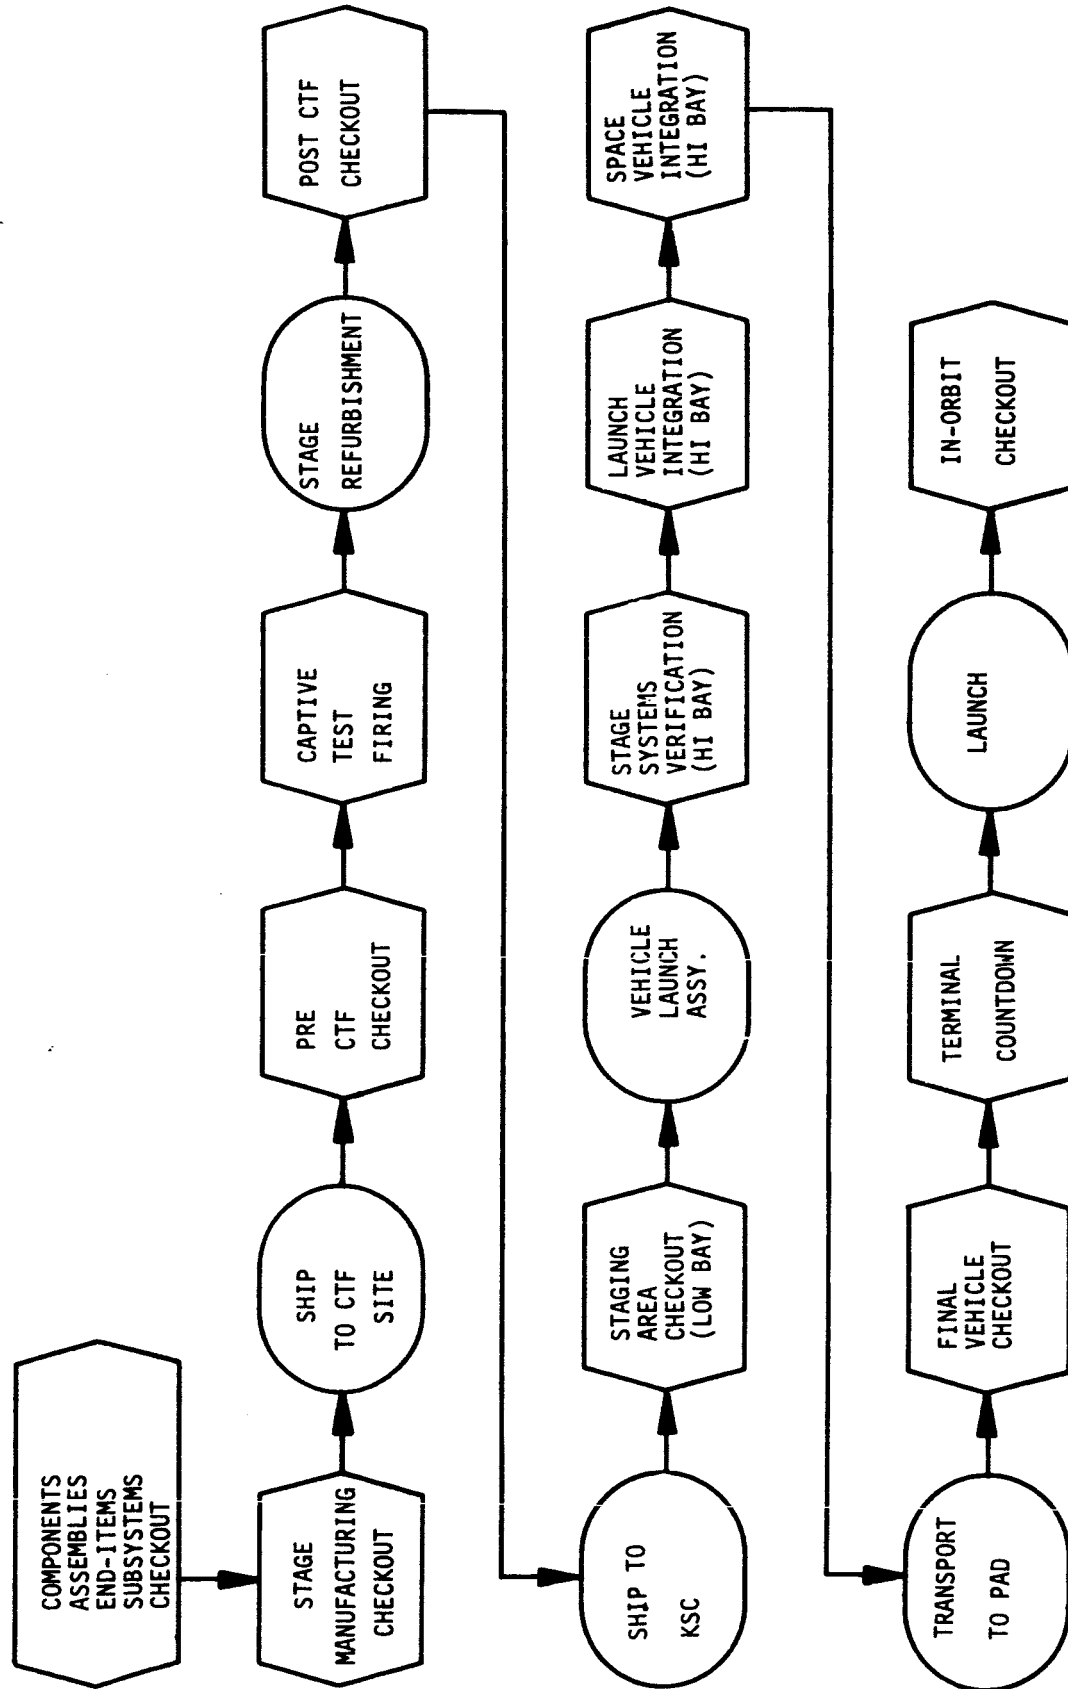 COMPONENTS
ASSEMBLIES
END-ITEMS
SUBSYSTEMS
CHECKOUT
STAGE
MANUFACTURING
CHECKOUT
SHIP
TO CTF
SITE
PRE
CTF
CHECKOUT
CAPTIVE
TEST
FIRING
STAGE
REFURBISHMENT
POST CTF
CHECKOUT
SHIP TO
KSC
STAGING
AREA
CHECKOUT
(LOW BAY)
VEHICLE
LAUNCH
ASSY.
STAGE
SYSTEMS
VERIFICATION
(HI BAY)
LAUNCH
VEHICLE
INTEGRATION
(HI BAY)
SPACE
VEHICLE
INTEGRATION
(HI BAY)
TRANSPORT
TO PAD
FINAL
VEHICLE
CHECKOUT
TERMINAL
COUNTDOWN
LAUNCH
IN-ORBIT
CHECKOUT